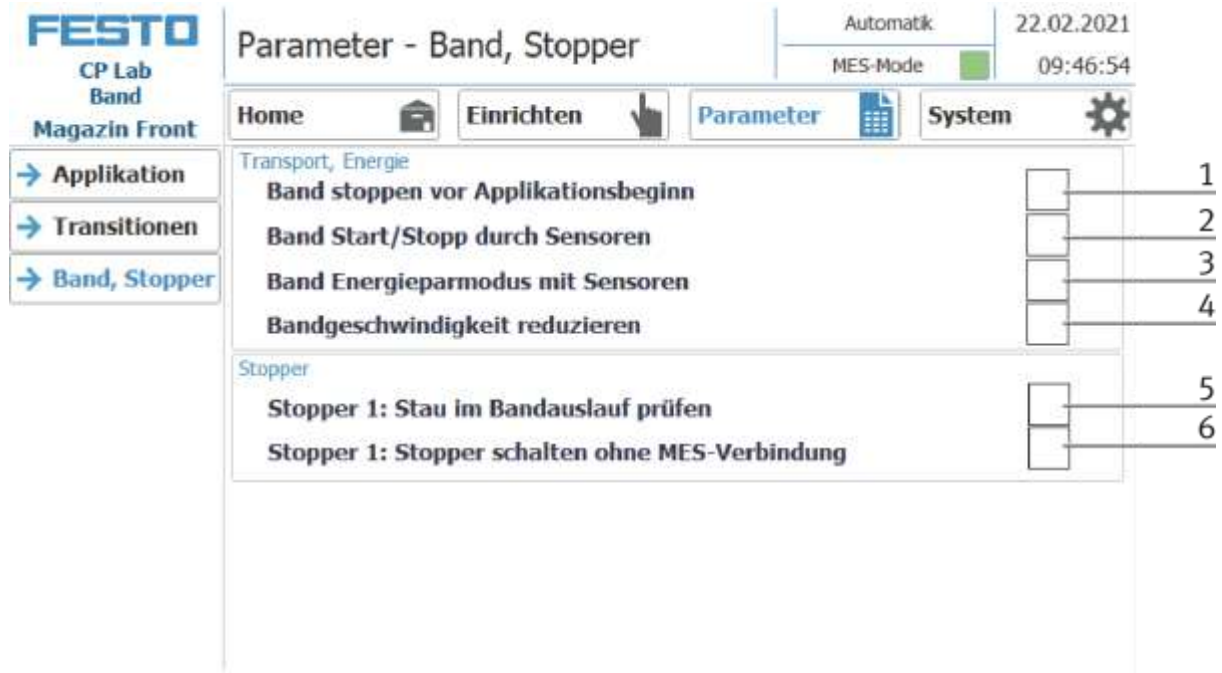 FESTO
CP Lab
Band
Magazin Front
Parameter - Band, Stopper
Automatik
MES-Mode
22.02.2021
09:46:54
Home
Einrichten
Parameter
System
Applikation
Transitionen
Band, Stopper
Transport, Energie
Band stoppen vor Applikationsbeginn
1
Band Start/Stopp durch Sensoren
2
Band Energieparmodus mit Sensoren
3
Bandgeschwindigkeit reduzieren
4
Stopper
Stopper 1: Stau im Bandauslauf prüfen
5
Stopper 1: Stopper schalten ohne MES-Verbindung
6